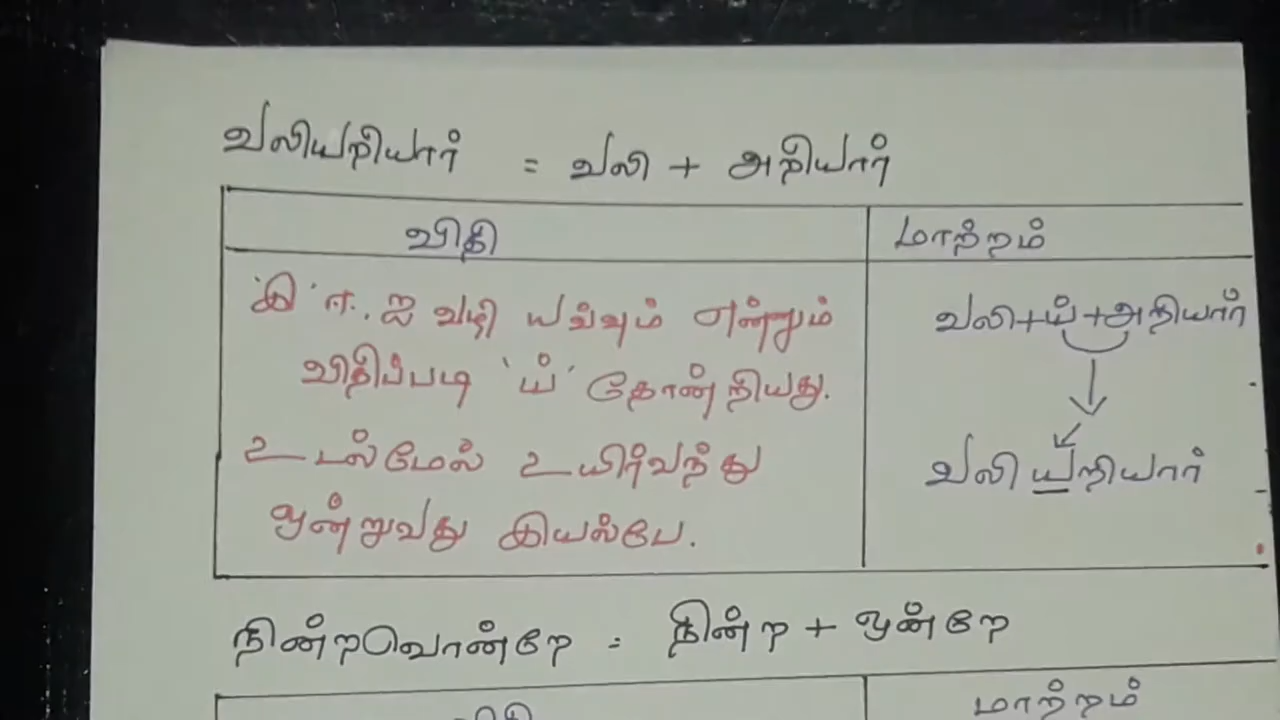 வலியறியார் = வலி + அறியார்
விதி மாற்றம்
'இ' ஈ., ஐ வழி யவ்வும் என்னும்
விதிப்படி 'ய்' தோன்றியது.
உடல்மேல் உயிர்வந்து
ஒன்றுவது இயல்பே.
வலி+ய்+அறியார்
வலியறியார்
நின்றவொன்றே = நின்ற + ஒன்றே
விதி மாற்றம்